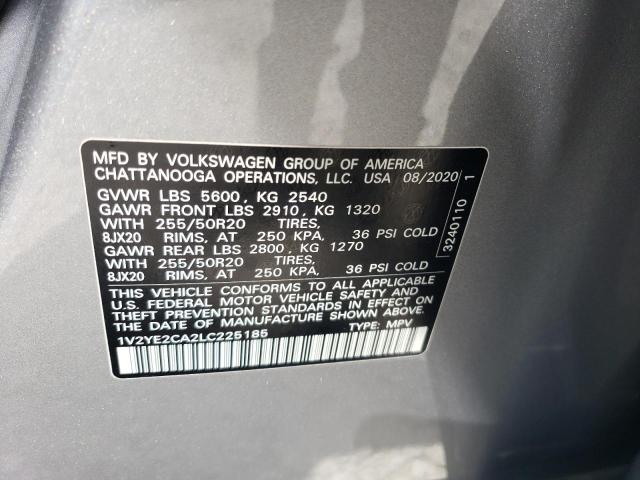 MFD BY VOLKSWAGEN GROUP OF AMERICA
CHATTANOOGA OPERATIONS, LLC. USA 08/2020
GVWR LBS 5600, KG 2540
GAWR FRONT LBS 2910, KG 1320
WITH 255/50R20 TIRES,
8JX20 RIMS, AT 250 KPA, 36 PSI COLD
GAWR REAR LBS 2800, KG 1270
WITH 255/50R20 TIRES,
8JX20 RIMS, AT 250 KPA, 36 PSI COLD
THIS VEHICLE CONFORMS TO ALL APPLICABLE
U.S. FEDERAL MOTOR VEHICLE SAFETY AND
BUMPER STANDARDS IN EFFECT ON
THE DATE OF MANUFACTURE SHOWN ABOVE.
1V2YE2CA2LC225185 TYPE: MPV
3240110 1